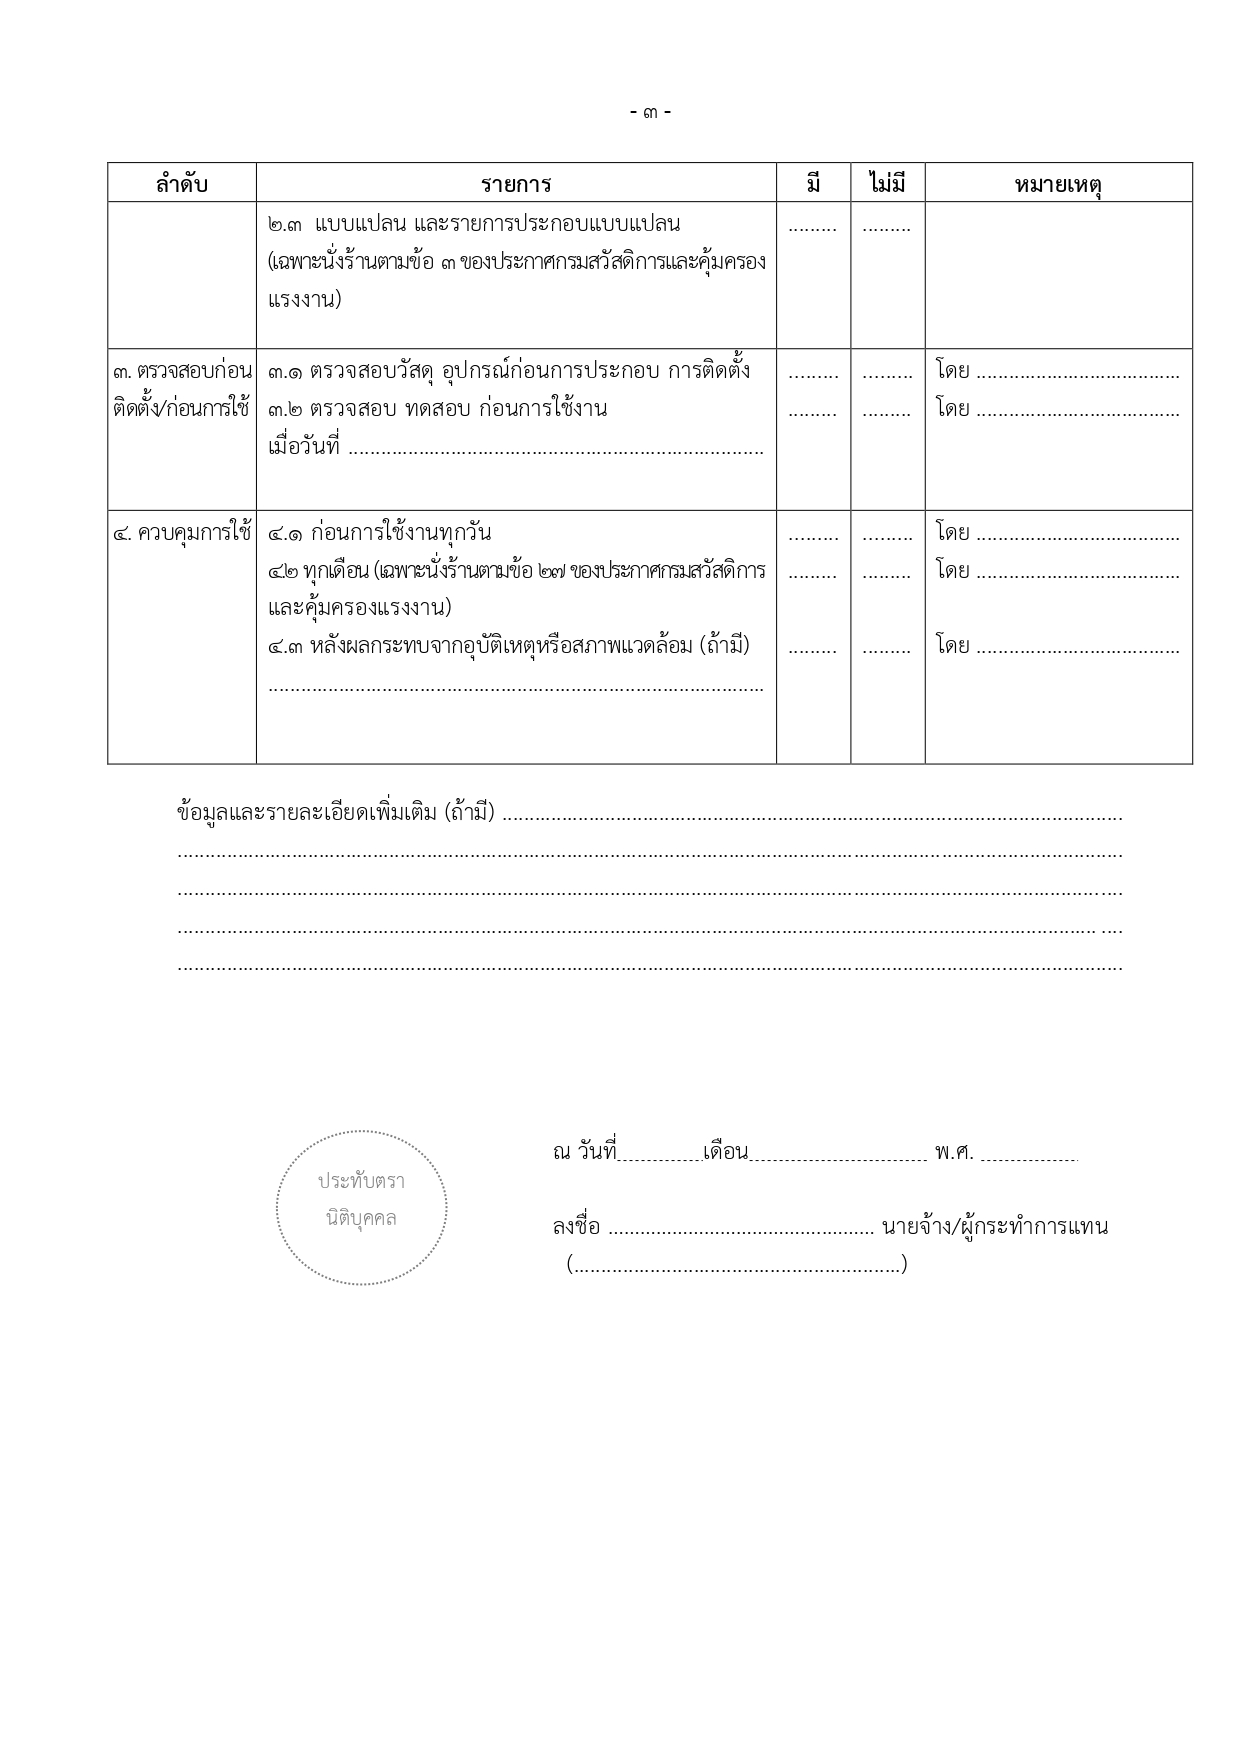 - ๓ -
ลำดับ รายการ มี ไม่มี หมายเหตุ
๒.๓ แบบแปลน และรายการประกอบแบบแปลน ......... .........
(เฉพาะนั่งร้านตามข้อ ๓ ของประกาศกรมสวัสดิการและคุ้มครอง
แรงงาน)
๓. ตรวจสอบก่อน ๓.๑ ตรวจสอบวัสดุ อุปกรณ์ก่อนการประกอบ การติดตั้ง ......... ......... โดย ......................................
ติดตั้ง/ก่อนการใช้ ๓.๒ ตรวจสอบ ทดสอบ ก่อนการใช้งาน ......... ......... โดย ......................................
เมื่อวันที่ .............................................................................
๔. ควบคุมการใช้ ๔.๑ ก่อนการใช้งานทุกวัน ......... ......... โดย ......................................
๔.๒ ทุกเดือน (เฉพาะนั่งร้านตามข้อ ๒๗ ของประกาศกรมสวัสดิการ ......... ......... โดย ......................................
และคุ้มครองแรงงาน)
๔.๓ หลังผลกระทบจากอุบัติเหตุหรือสภาพแวดล้อม (ถ้ามี) ......... ......... โดย ......................................
............................................................................................
ข้อมูลและรายละเอียดเพิ่มเติม (ถ้ามี) ...................................................................................................................
...............................................................................................................................................................................
...............................................................................................................................................................................
........................................................................................................................................................................... ....
...............................................................................................................................................................................
ประทับตรา
นิติบุคคล
ณ วันที่................เดือน.................................. พ.ศ. ..................
ลงชื่อ .................................................. นายจ้าง/ผู้กระทำการแทน
(............................................................)